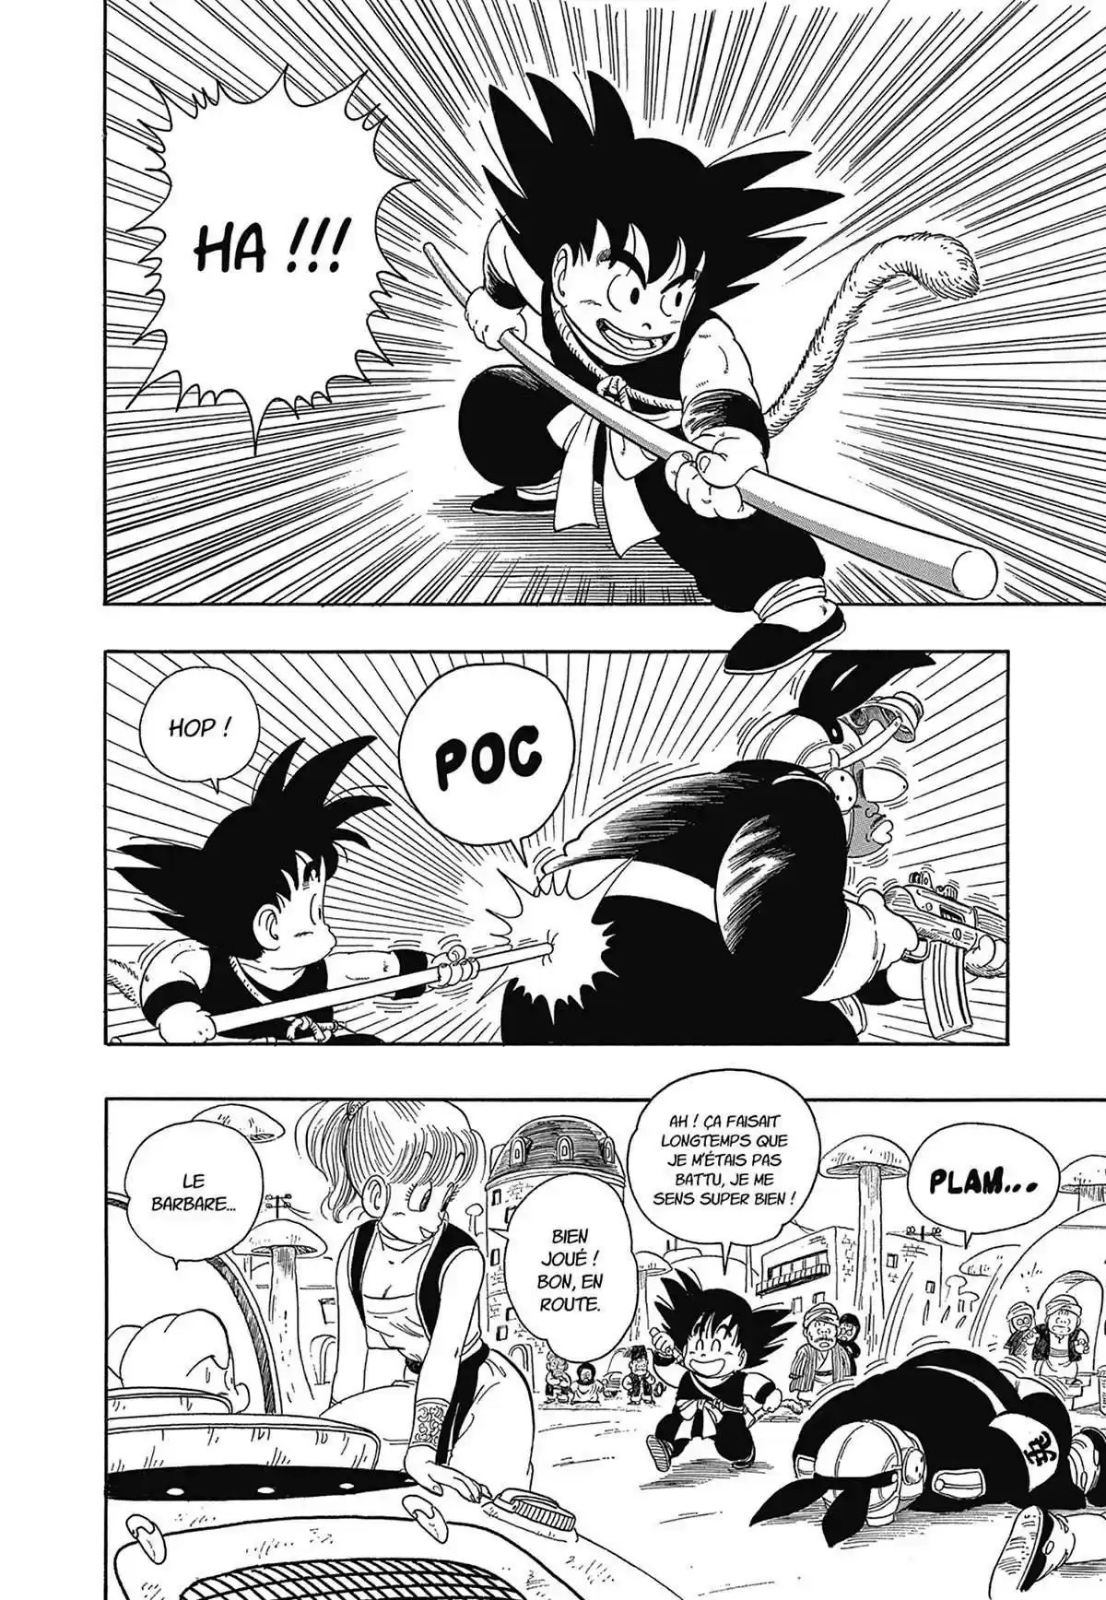 HA !!!
HOP !
POC
LE
BARBARE...
BIEN
JOUÉ !
BON, EN
ROUTE.
AH ! ÇA FAISAIT
LONGTEMPS QUE
JE M'ÉTAIS PAS
BATTU, JE ME
SENS SUPER BIEN !
PLAM...